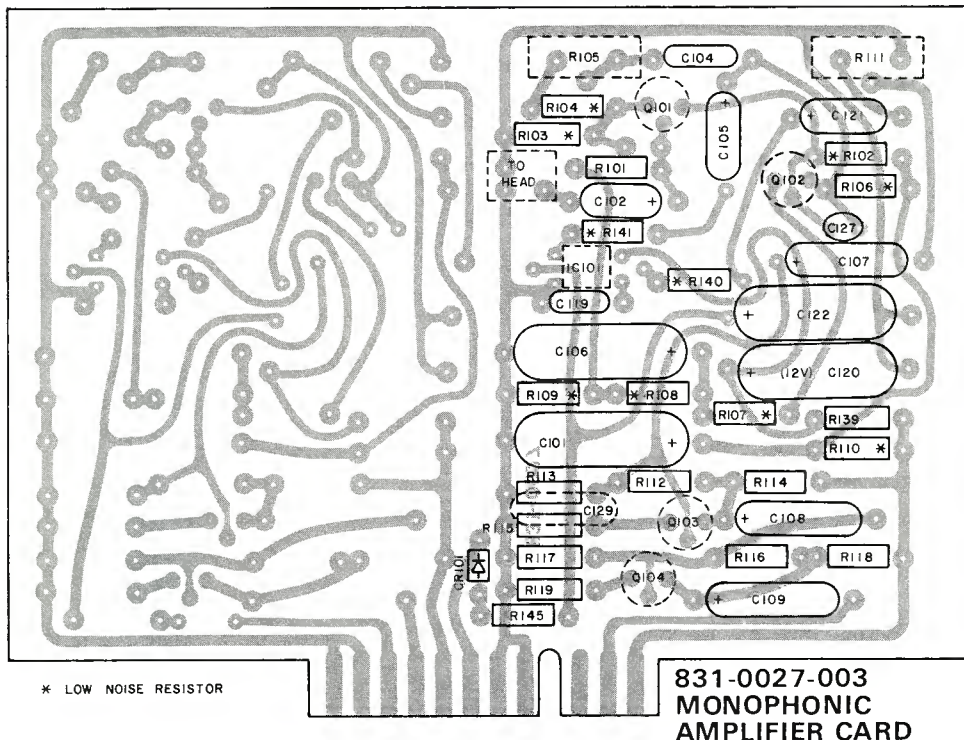 R105
C104
R111
R104 *
Q101
+
C105
+ C121
R103 *
* R102
TO
HEAD
R101
Q102
R106 *
C102 +
C127
* R141
IC101
+ C107
* R140
C119
+ C122
C106 +
+ (12V) C120
R109 *
* R108
R107 *
R139
C101 +
R110 *
R113
R112
R114
C129
R115
Q103
+ C108
CR101
R117
R116
R118
R119
Q104
+ C109
R145
* LOW NOISE RESISTOR
831-0027-003
MONOPHONIC
AMPLIFIER CARD